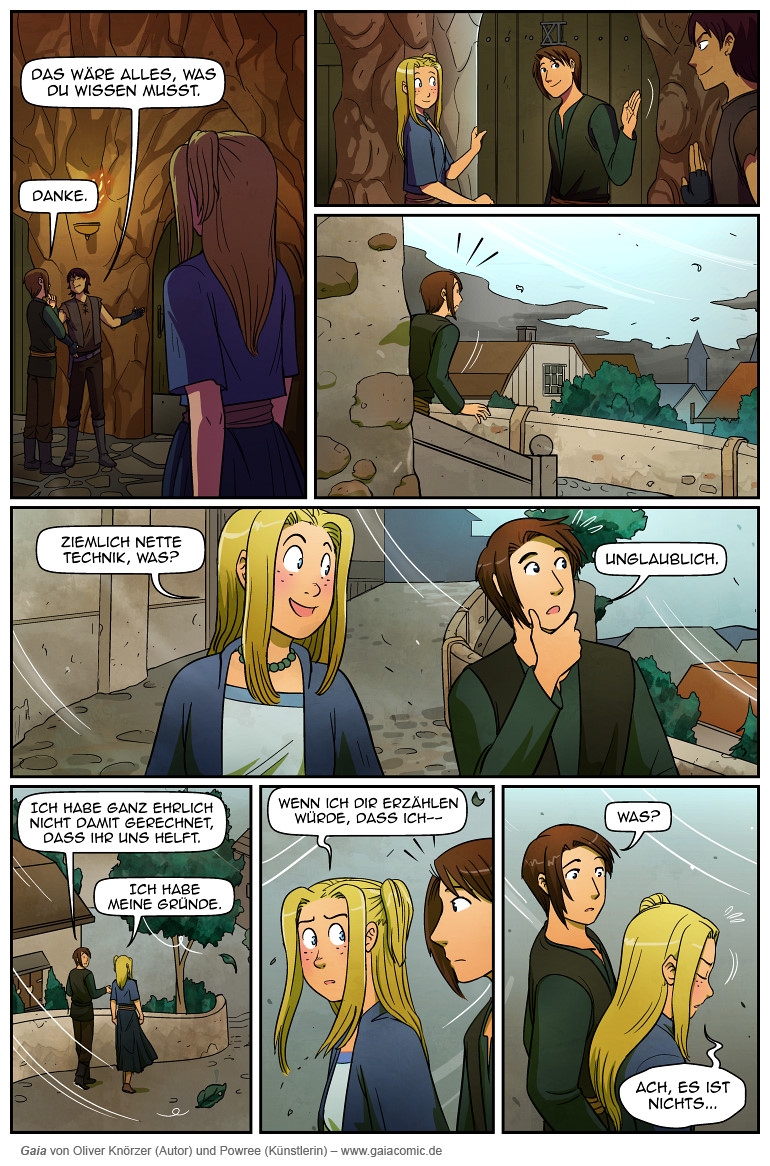 DAS WÄRE ALLES, WAS
DU WISSEN MUSST.
DANKE.
XII
ZIEMLICH NETTE
TECHNIK, WAS?
UNGLAUBLICH.
ICH HABE GANZ EHRLICH
NICHT DAMIT GERECHNET,
DASS IHR UNS HELFT.
ICH HABE
MEINE GRÜNDE.
WENN ICH DIR ERZÄHLEN
WÜRDE, DASS ICH--
WAS?
ACH, ES IST
NICHTS...
Gaia von Oliver Knörzer (Autor) und Powree (Künstlerin) – www.gaiacomic.de